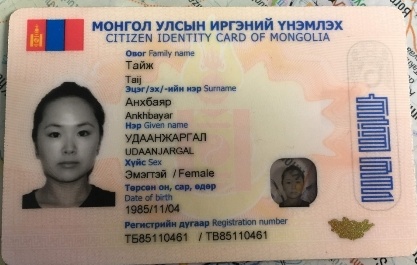 МОНГОЛ УЛСЫН ИРГЭНИЙ ҮНЭМЛЭХ
CITIZEN IDENTITY CARD OF MONGOLIA
Овог Family name
Тайж
Taij
Эцэг/эх/-ийн нэр Surname
Анхбаяр
Ankhbayar
Нэр Given name
УДААНЖАРГАЛ
UDAANJARGAL
Хүйс Sex
Эмэгтэй / Female
Төрсөн он, сар, өдөр
Date of birth
1985/11/04
Регистрийн дугаар Registration number
ТБ85110461 / TB85110461